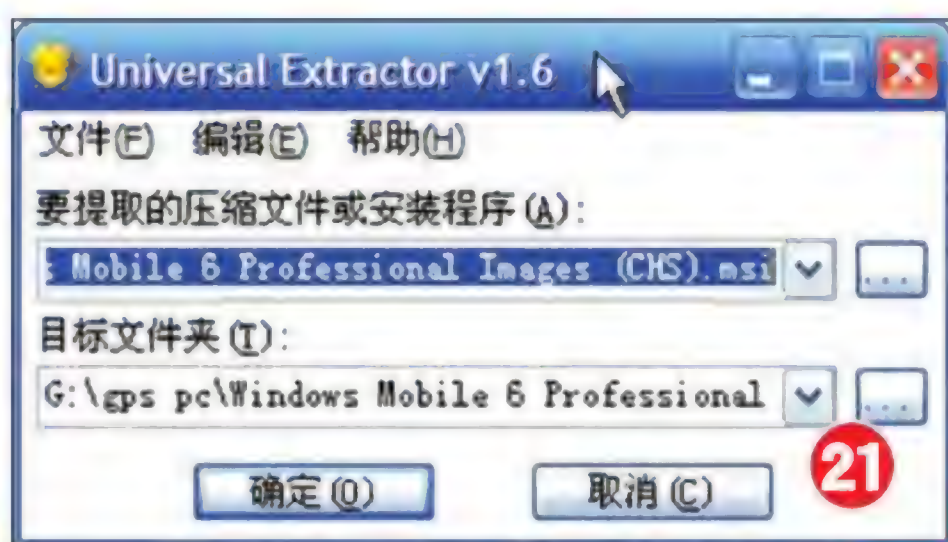 Universal Extractor v1.6
文件(F) 编辑(E) 帮助(H)
要提取的压缩文件或安装程序(A):
s Mobile 6 Professional Images (CHS).msi
...
目标文件夹(T):
G:\gps pc\Windows Mobile 6 Professional
...
确定(O) 取消(C)
21